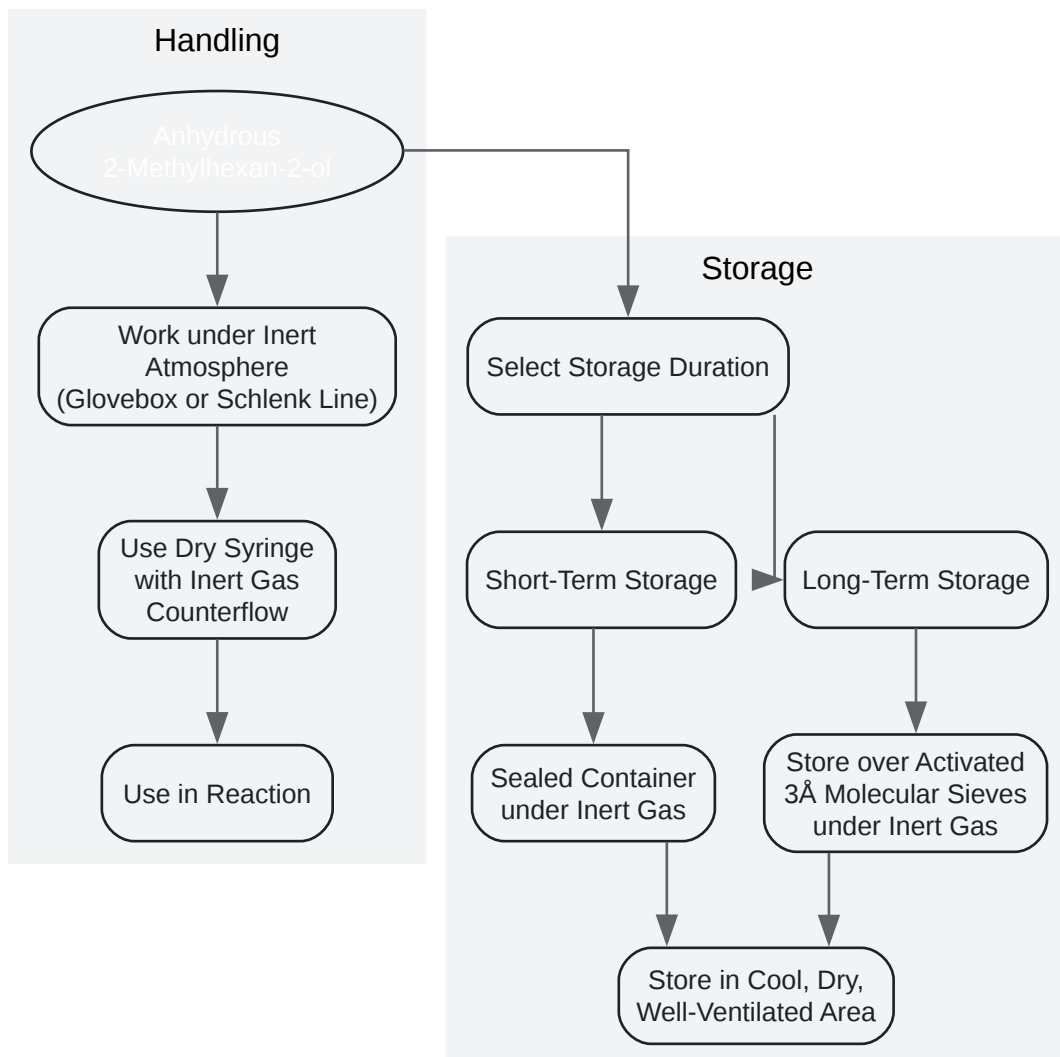 Handling
Anhydrous
2-Methylhexan-2-ol
Work under Inert
Atmosphere
(Glovebox or Schlenk Line)
Use Dry Syringe
with Inert Gas
Counterflow
Use in Reaction
Storage
Select Storage Duration
Short-Term Storage
Long-Term Storage
Sealed Container
under Inert Gas
Store over Activated
3Å Molecular Sieves
under Inert Gas
Store in Cool, Dry,
Well-Ventilated Area